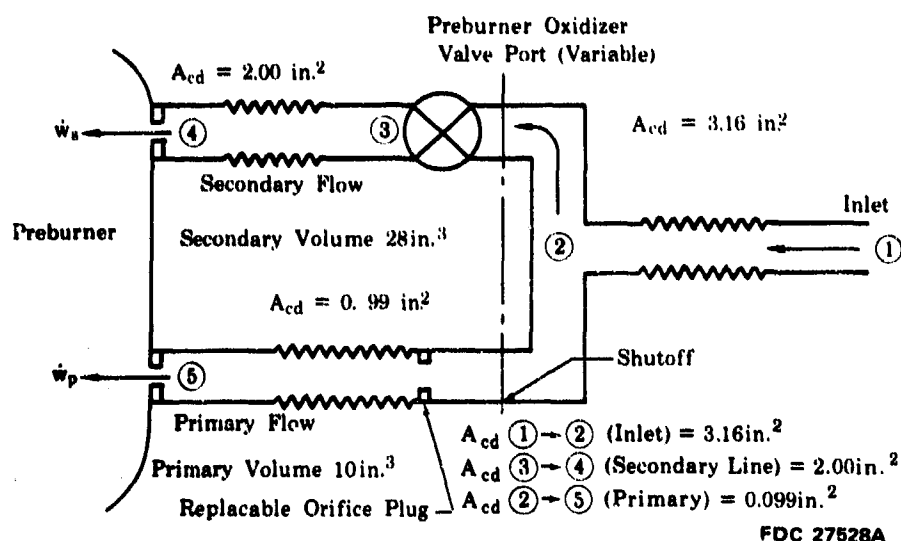 Preburner Oxidizer
Valve Port (Variable)
A_cd = 2.00 in.²
A_cd = 3.16 in²
ẇ_s
④
③
Secondary Flow
Inlet
Preburner
Secondary Volume 28in.³
②
①
A_cd = 0. 99 in²
Shutoff
ẇ_p
⑤
Primary Flow
A_cd ① → ② (Inlet) = 3.16in.²
Primary Volume 10in.³
A_cd ③ → ④ (Secondary Line) = 2.00in.²
Replacable Orifice Plug
A_cd ② → ⑤ (Primary) = 0.099in.²
FDC 27528A